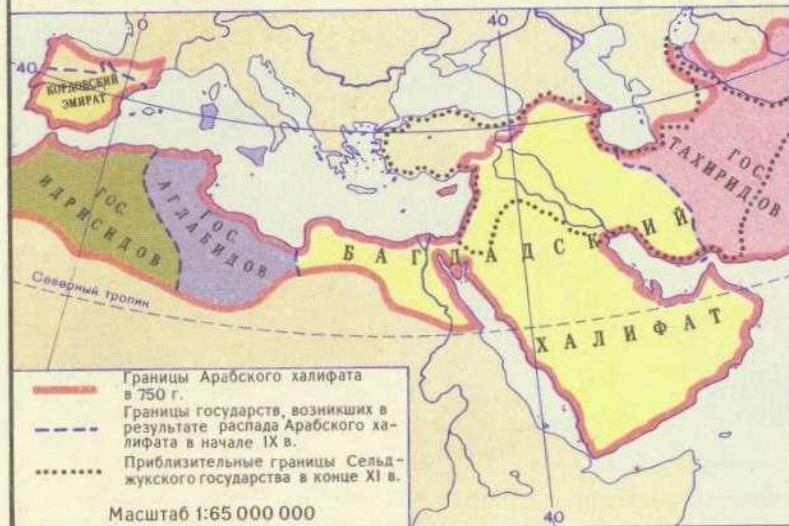 0
40
40
КОРДОВСКИЙ
ЭМИРАТ
ГОС.
ТАХИРИДОВ
ГОС.
ИДРИСИДОВ
ГОС.
АГЛАБИДОВ
БАГДАДСКИЙ
ХАЛИФАТ
Северный тропик
Границы Арабского халифата
в 750 г.
Границы государств, возникших в
результате распада Арабского ха-
лифата в начале IX в.
Приблизительные границы Сельд-
жукского государства в конце XI в.
Масштаб 1:65 000 000
40